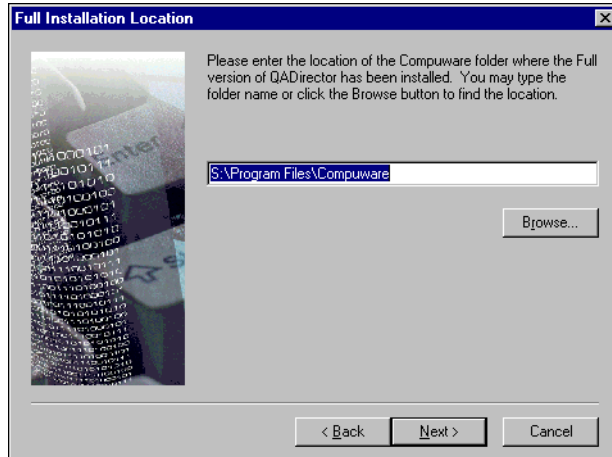 Full Installation Location
Please enter the location of the Compuware folder where the Full
version of QADirector has been installed.  You may type the
folder name or click the Browse button to find the location.
S:\Program Files\Compuware
Browse...
< Back
Next >
Cancel
Enter